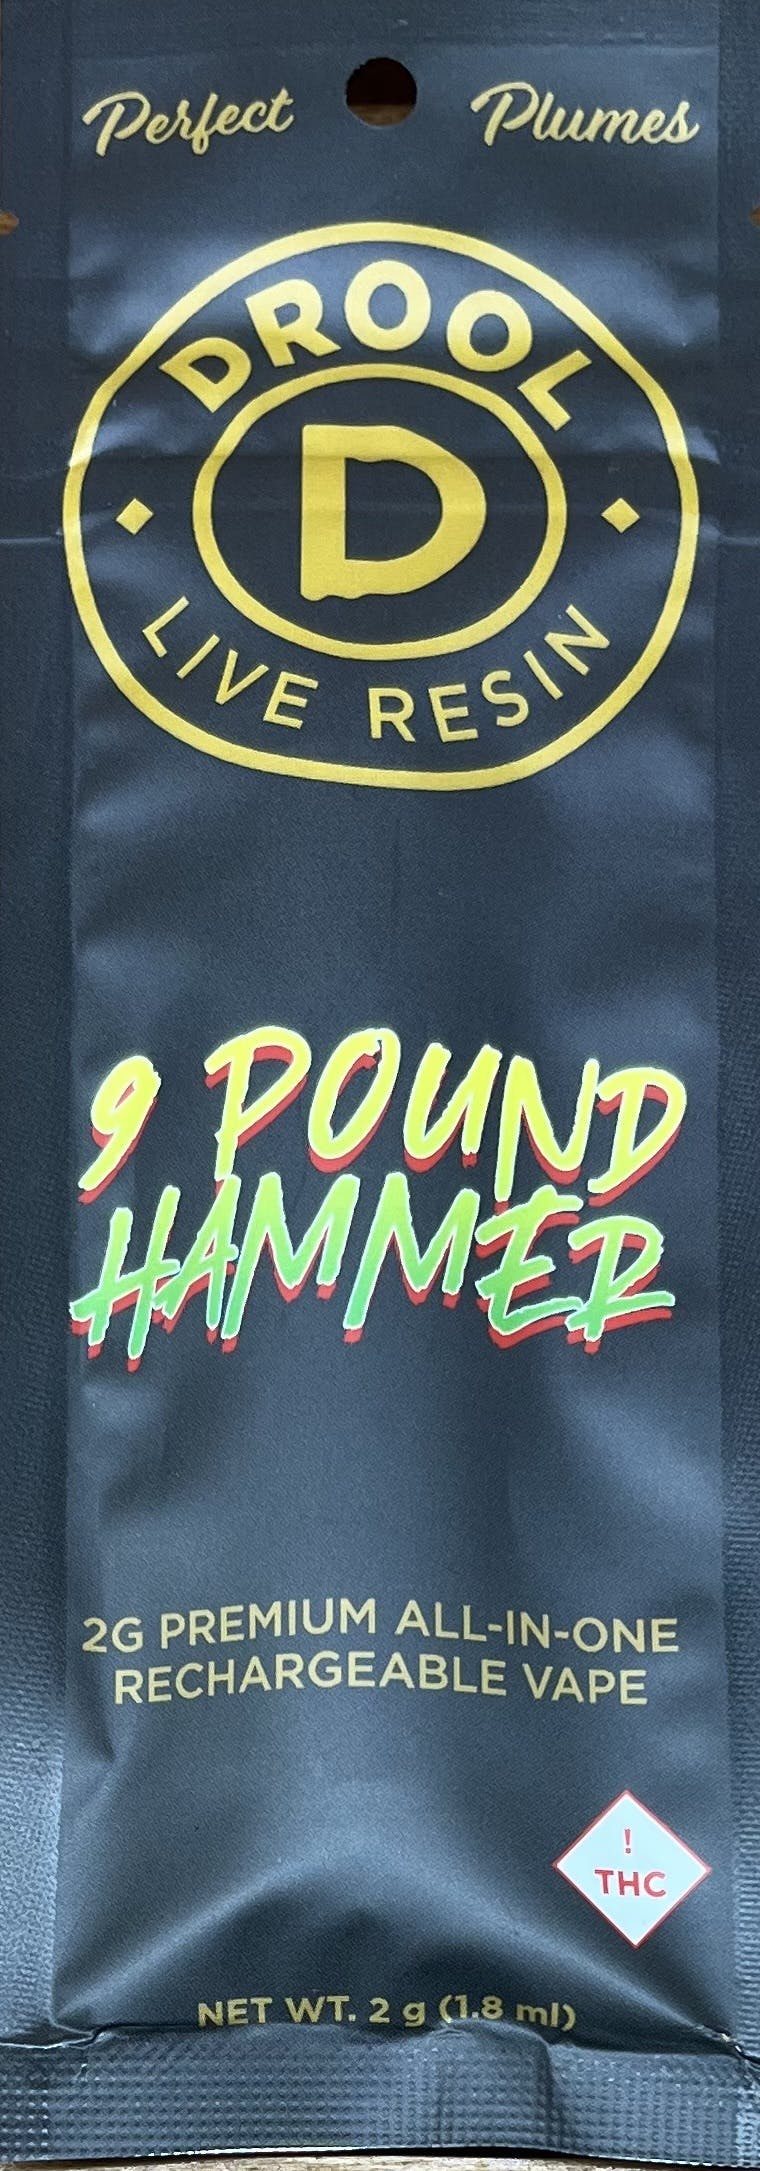 Perfect Plumes
DROOL
D
LIVE RESIN
9 POUND
HAMMER
2G PREMIUM ALL-IN-ONE
RECHARGEABLE VAPE
!
THC
NET WT. 2 g (1.8 ml)